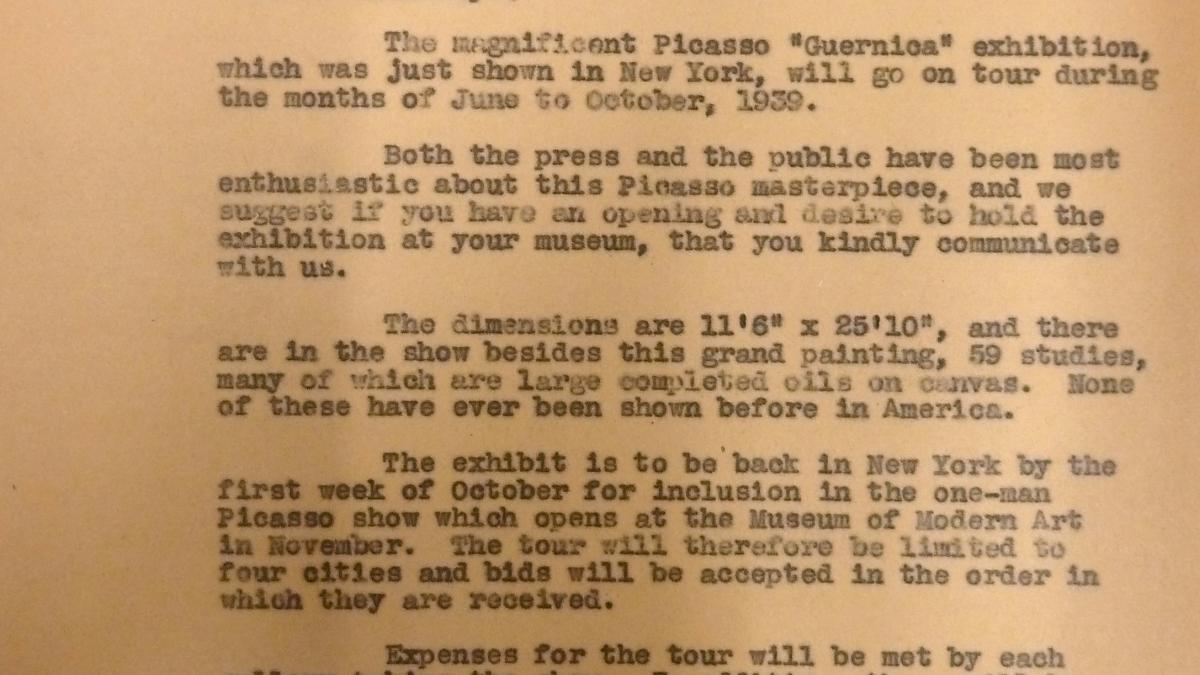 The magnificent Picasso "Guernica" exhibition,
which was just shown in New York, will go on tour during
the months of June to October, 1939.
Both the press and the public have been most
enthusiastic about this Picasso masterpiece, and we
suggest if you have an opening and desire to hold the
exhibition at your museum, that you kindly communicate
with us.
The dimensions are 11'6" x 25'10", and there
are in the show besides this grand painting, 59 studies,
many of which are large completed oils on canvas. None
of these have ever been shown before in America.
The exhibit is to be back in New York by the
first week of October for inclusion in the one-man
Picasso show which opens at the Museum of Modern Art
in November. The tour will therefore be limited to
four cities and bids will be accepted in the order in
which they are received.
Expenses for the tour will be met by each